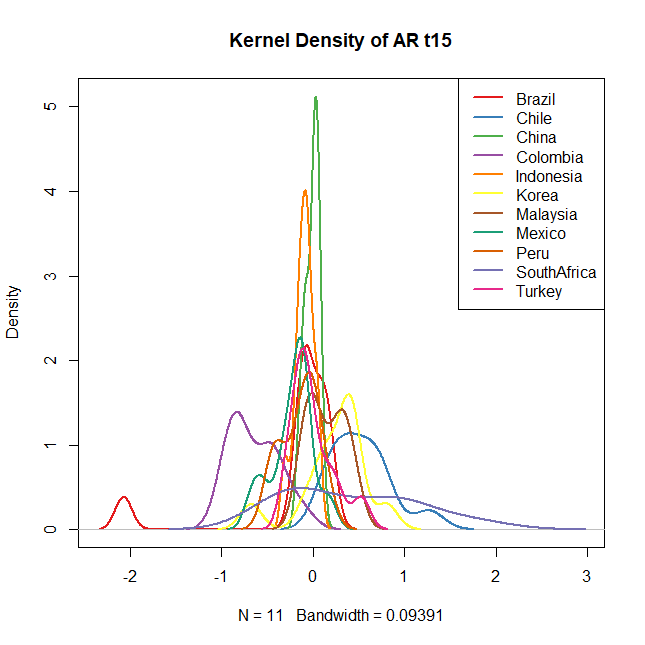 Kernel Density of AR t15
Brazil
Chile
China
Colombia
Indonesia
Korea
Malaysia
Mexico
Peru
SouthAfrica
Turkey
Density
5
4
3
2
1
0
-2 -1 0 1 2 3
N = 11 Bandwidth = 0.09391